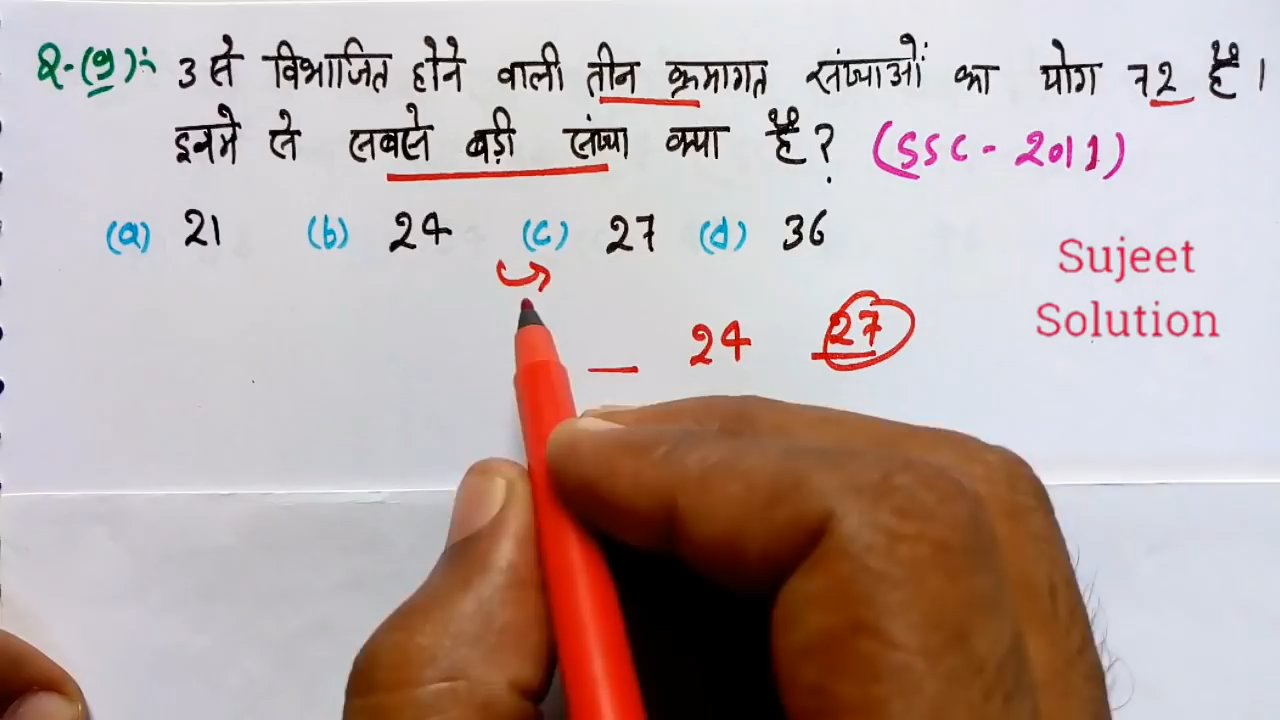 Q-(9):- 3 से विभाजित होने वाली तीन क्रमागत संख्याओं का योग 72 है।
इनमे से सबसे बड़ी संख्या क्या है? (SSC - 2011)
(a) 21 (b) 24 (c) 27 (d) 36
Sujeet
Solution
24 27